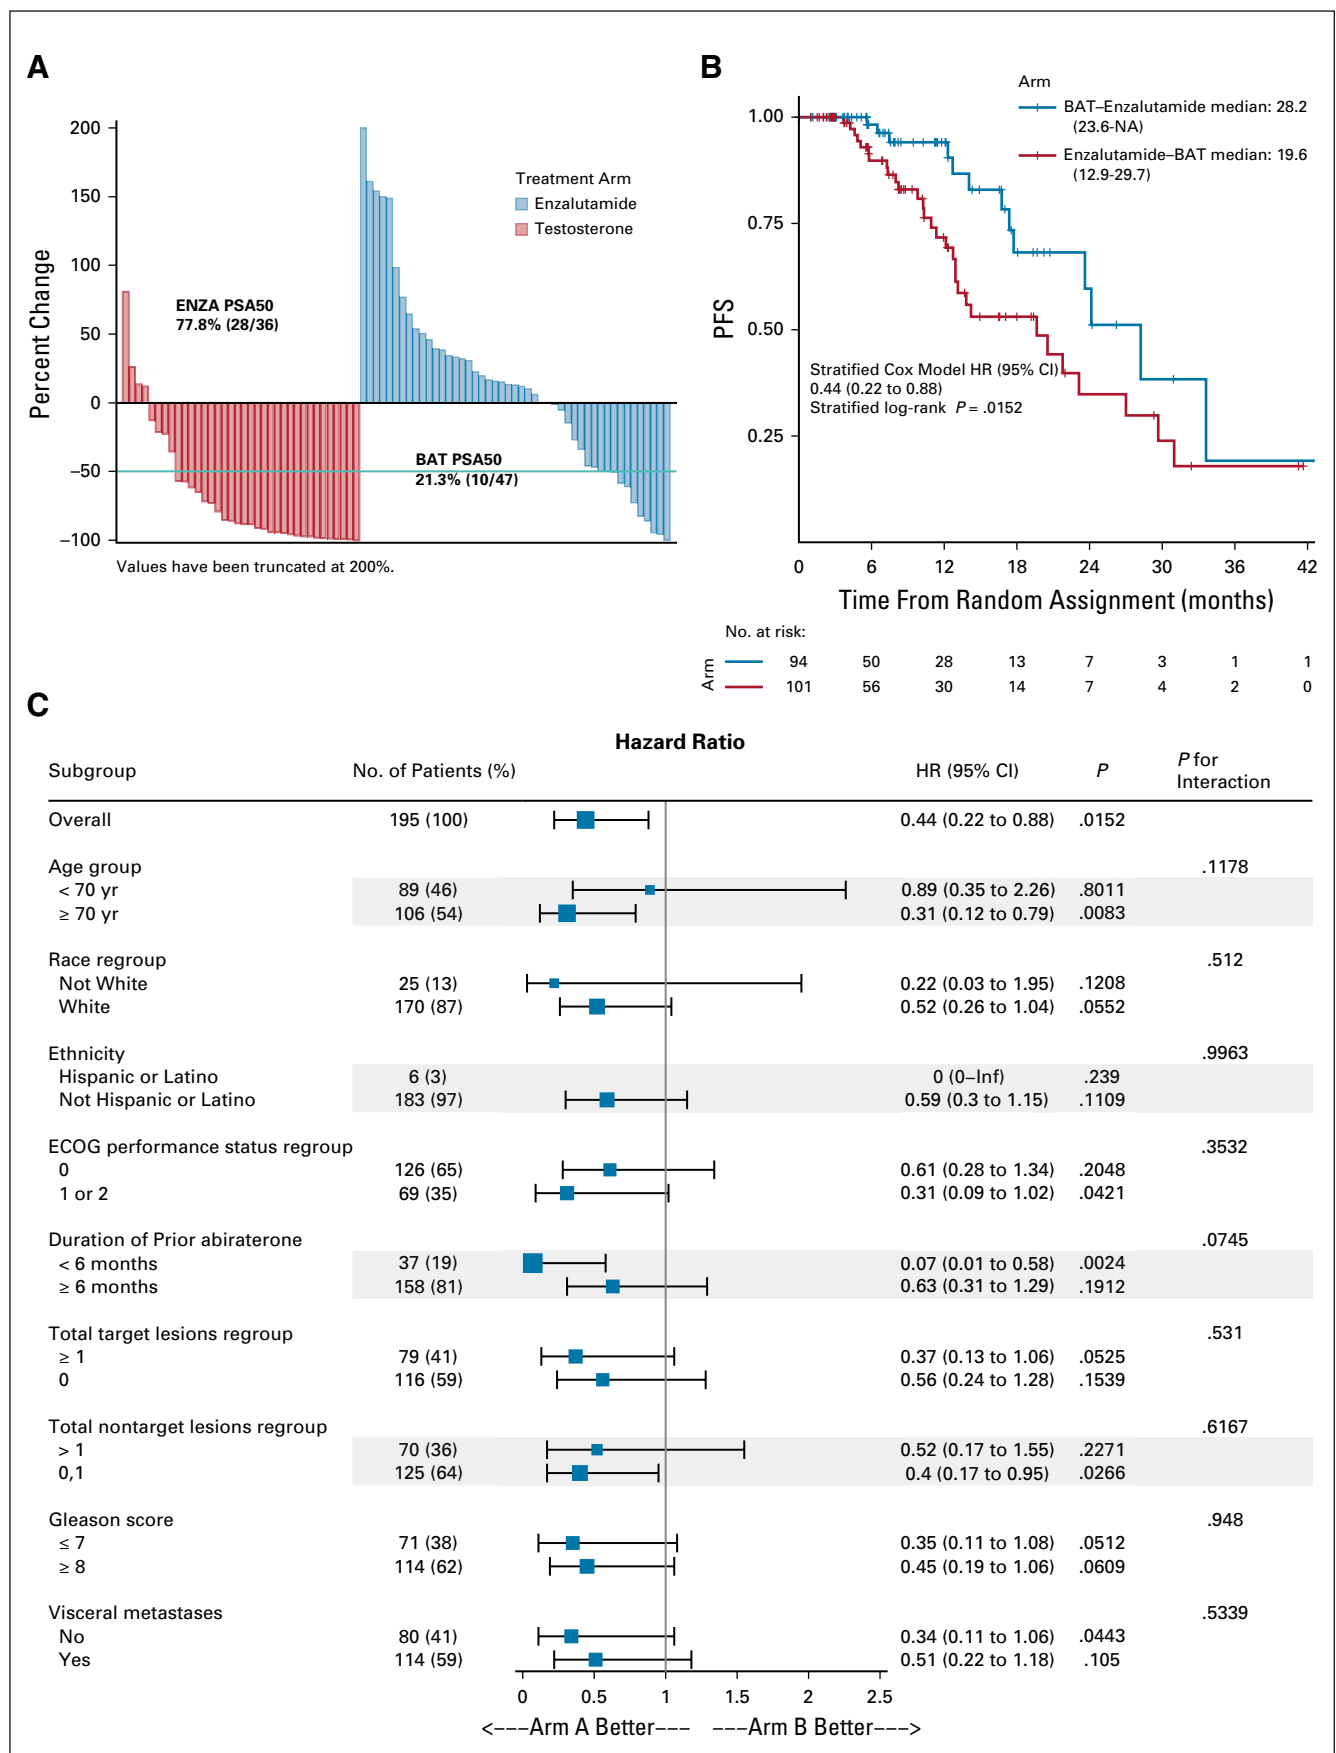 A
200
150
100
50
0
−50
−100
Percent Change
Treatment Arm
Enzalutamide
Testosterone
ENZA PSA50
77.8% (28/36)
BAT PSA50
21.3% (10/47)
Values have been truncated at 200%.
B
Arm
BAT–Enzalutamide median: 28.2
(23.6-NA)
Enzalutamide–BAT median: 19.6
(12.9-29.7)
1.00
0.75
0.50
0.25
PFS
Stratified Cox Model HR (95% CI)
0.44 (0.22 to 0.88)
Stratified log-rank P = .0152
0 6 12 18 24 30 36 42
Time From Random Assignment (months)
No. at risk:
Arm
94 50 28 13 7 3 1 1
101 56 30 14 7 4 2 0
C
Hazard Ratio
Subgroup No. of Patients (%) HR (95% CI) P P for Interaction
Overall 195 (100) 0.44 (0.22 to 0.88) .0152
Age group .1178
< 70 yr 89 (46) 0.89 (0.35 to 2.26) .8011
≥ 70 yr 106 (54) 0.31 (0.12 to 0.79) .0083
Race regroup .512
Not White 25 (13) 0.22 (0.03 to 1.95) .1208
White 170 (87) 0.52 (0.26 to 1.04) .0552
Ethnicity .9963
Hispanic or Latino 6 (3) 0 (0–Inf) .239
Not Hispanic or Latino 183 (97) 0.59 (0.3 to 1.15) .1109
ECOG performance status regroup .3532
0 126 (65) 0.61 (0.28 to 1.34) .2048
1 or 2 69 (35) 0.31 (0.09 to 1.02) .0421
Duration of Prior abiraterone .0745
< 6 months 37 (19) 0.07 (0.01 to 0.58) .0024
≥ 6 months 158 (81) 0.63 (0.31 to 1.29) .1912
Total target lesions regroup .531
≥ 1 79 (41) 0.37 (0.13 to 1.06) .0525
0 116 (59) 0.56 (0.24 to 1.28) .1539
Total nontarget lesions regroup .6167
> 1 70 (36) 0.52 (0.17 to 1.55) .2271
0,1 125 (64) 0.4 (0.17 to 0.95) .0266
Gleason score .948
≤ 7 71 (38) 0.35 (0.11 to 1.08) .0512
≥ 8 114 (62) 0.45 (0.19 to 1.06) .0609
Visceral metastases .5339
No 80 (41) 0.34 (0.11 to 1.06) .0443
Yes 114 (59) 0.51 (0.22 to 1.18) .105
0 0.5 1 1.5 2 2.5
<---Arm A Better--- ---Arm B Better--->